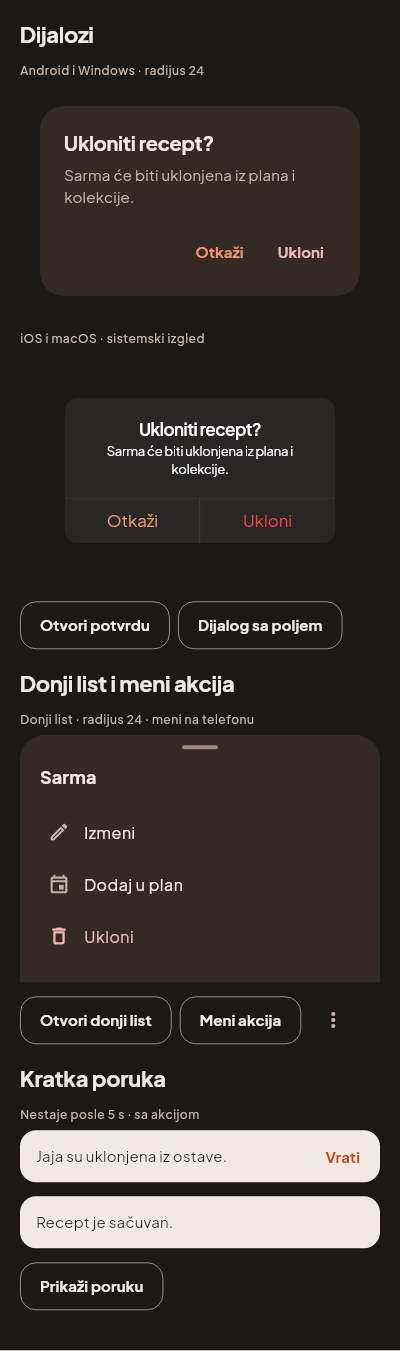 Dijalozi
Android i Windows · radijus 24
Ukloniti recept?
Sarma će biti uklonjena iz plana i
kolekcije.
Otkaži
Ukloni
iOS i macOS · sistemski izgled
Ukloniti recept?
Sarma će biti uklonjena iz plana i
kolekcije.
Otkaži
Ukloni
Otvori potvrdu
Dijalog sa poljem
Donji list i meni akcija
Donji list · radijus 24 · meni na telefonu
Sarma
Izmeni
Dodaj u plan
Ukloni
Otvori donji list
Meni akcija
Kratka poruka
Nestaje posle 5 s · sa akcijom
Jaja su uklonjena iz ostave.
Vrati
Recept je sačuvan.
Prikaži poruku